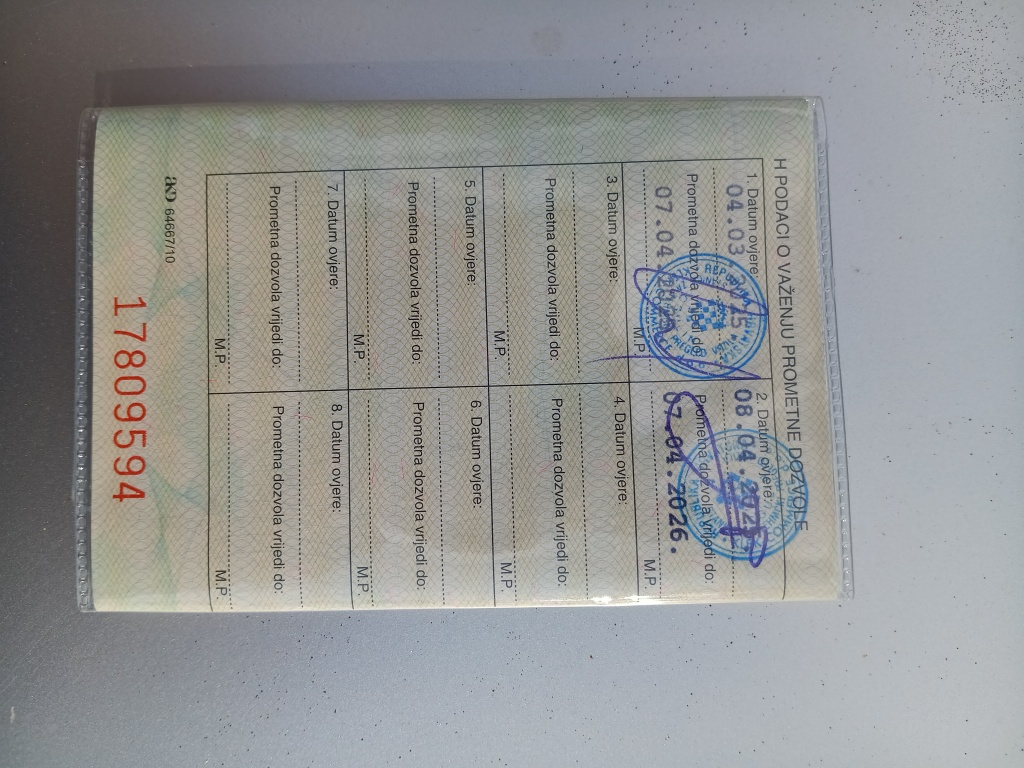 H PODACI O VAŽENJU PROMETNE DOZVOLE
1. Datum ovjere:
04.03.
Prometna dozvola vrijedi do:
07.04.
M.P.
2. Datum ovjere:
08.04.
Prometna dozvola vrijedi do:
07.04.2026.
M.P.
3. Datum ovjere:
Prometna dozvola vrijedi do:
M.P.
4. Datum ovjere:
Prometna dozvola vrijedi do:
M.P.
5. Datum ovjere:
Prometna dozvola vrijedi do:
M.P.
6. Datum ovjere:
Prometna dozvola vrijedi do:
M.P.
7. Datum ovjere:
Prometna dozvola vrijedi do:
M.P.
8. Datum ovjere:
Prometna dozvola vrijedi do:
M.P.
AKD 64667/10
17809594